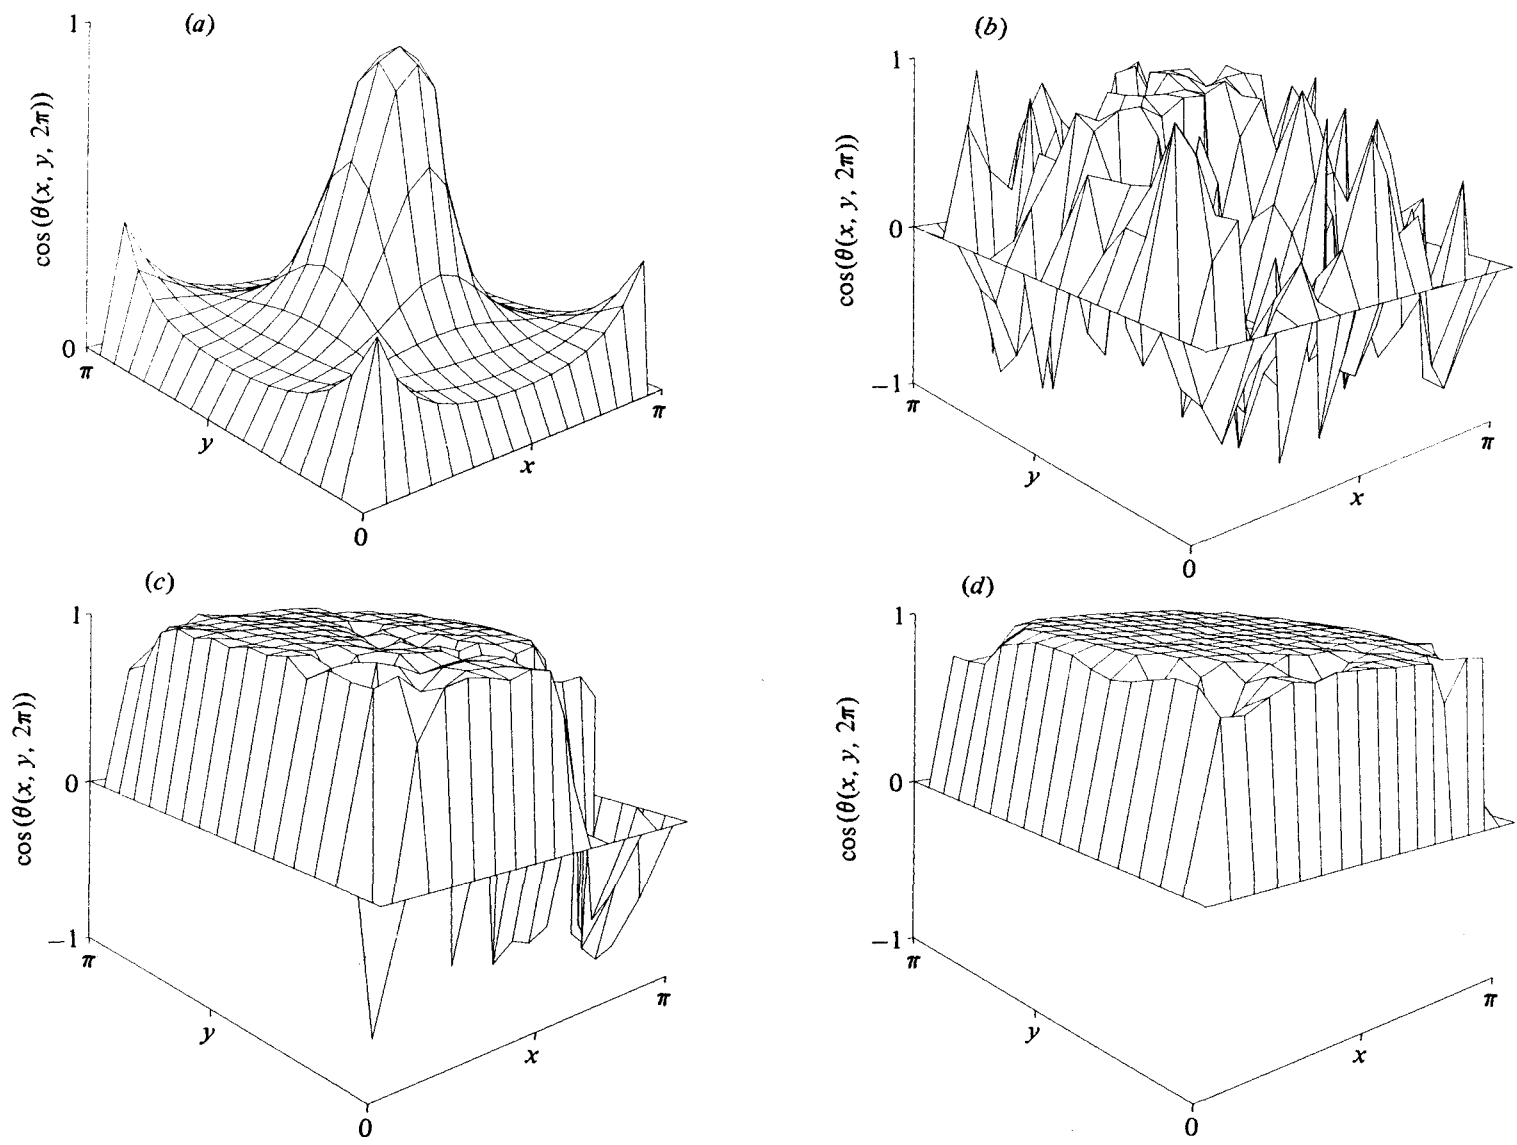 (a)
1
cos(θ(x, y, 2π))
0
π
y
0
x
π
(b)
1
cos(θ(x, y, 2π))
0
−1
π
y
0
x
π
(c)
1
cos(θ(x, y, 2π))
0
−1
π
y
0
x
π
(d)
1
cos(θ(x, y, 2π)
0
−1
π
y
0
x
π